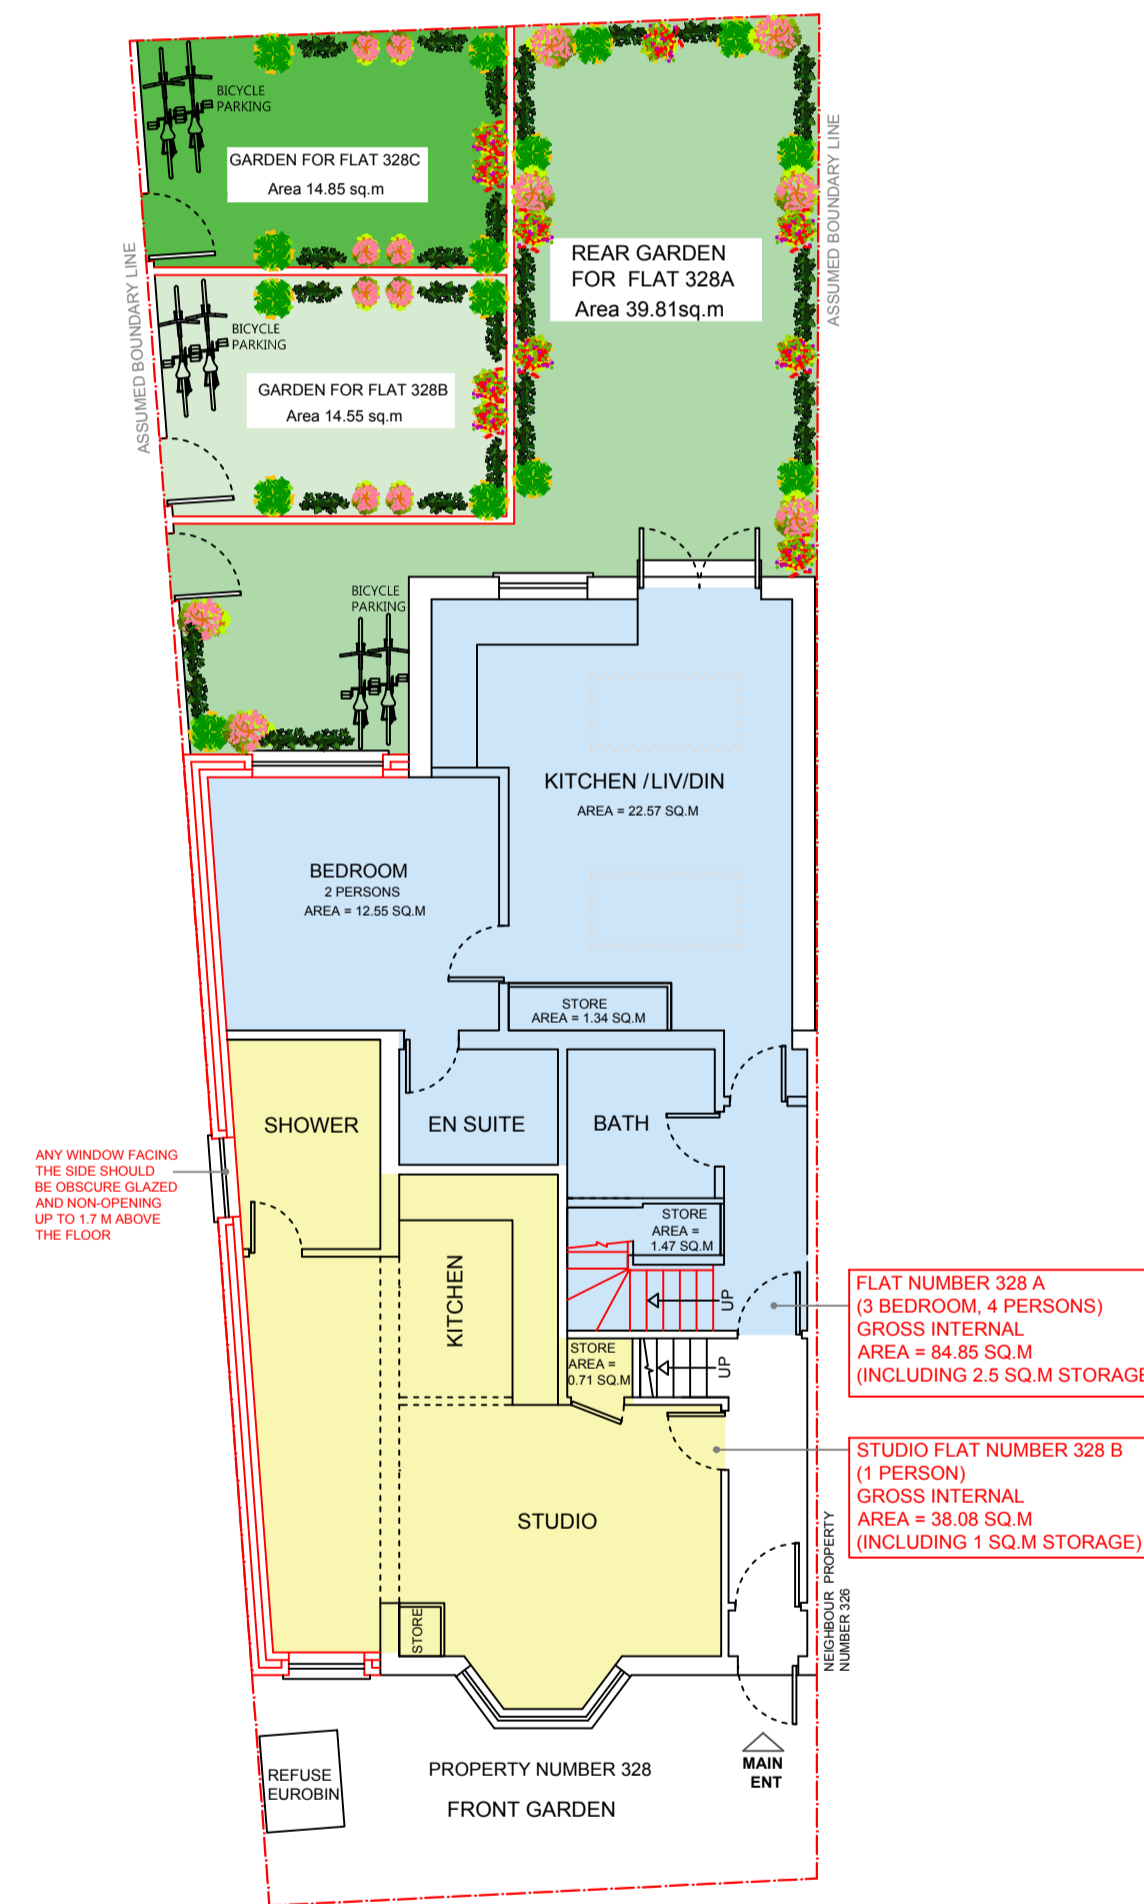 BICYCLE
PARKING
GARDEN FOR FLAT 328C
Area 14.85 sq.m
ASSUMED BOUNDARY LINE
REAR GARDEN
FOR FLAT 328A
Area 39.81sq.m
ASSUMED BOUNDARY LINE
BICYCLE
PARKING
GARDEN FOR FLAT 328B
Area 14.55 sq.m
BICYCLE
PARKING
KITCHEN /LIV/DIN
AREA = 22.57 SQ.M
BEDROOM
2 PERSONS
AREA = 12.55 SQ.M
STORE
AREA = 1.34 SQ.M
SHOWER
EN SUITE
BATH
ANY WINDOW FACING
THE SIDE SHOULD
BE OBSCURE GLAZED
AND NON-OPENING
UP TO 1.7 M ABOVE
THE FLOOR
STORE
AREA =
1.47 SQ.M
KITCHEN
UP
FLAT NUMBER 328 A
(3 BEDROOM, 4 PERSONS)
GROSS INTERNAL
AREA = 84.85 SQ.M
(INCLUDING 2.5 SQ.M STORAGE
STORE
AREA =
0.71 SQ.M
UP
STUDIO FLAT NUMBER 328 B
(1 PERSON)
GROSS INTERNAL
AREA = 38.08 SQ.M
(INCLUDING 1 SQ.M STORAGE)
STUDIO
NEIGHBOUR PROPERTY
NUMBER 326
STORE
REFUSE
EUROBIN
PROPERTY NUMBER 328
FRONT GARDEN
MAIN
ENT